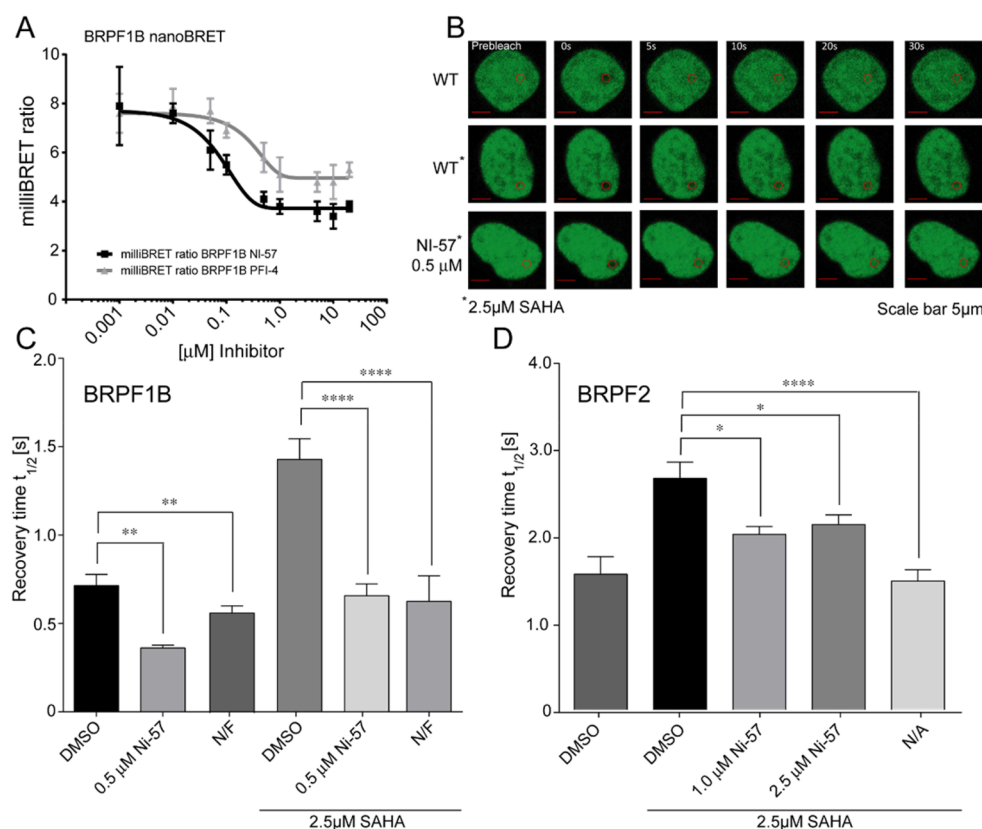 A
BRPF1B nanoBRET
milliBRET ratio
10
8
6
4
2
0
milliBRET ratio BRPF1B NI-57
milliBRET ratio BRPF1B PFI-4
0.001
0.01
0.1
1.0
10
100
[μM] Inhibitor
B
Prebleach
0s
5s
10s
20s
30s
WT
WT*
NI-57*
0.5 μM
*2.5μM SAHA
Scale bar 5μm
C
BRPF1B
Recovery time t1/2[s]
2.0
1.5
1.0
0.5
0.0
**
**
****
****
DMSO
0.5 μM Ni-57
N/F
DMSO
0.5 μM Ni-57
N/F
2.5μM SAHA
D
BRPF2
Recovery time t1/2[s]
4.0
3.0
2.0
1.0
0.0
*
*
****
DMSO
DMSO
1.0 μM Ni-57
2.5 μM Ni-57
N/A
2.5μM SAHA